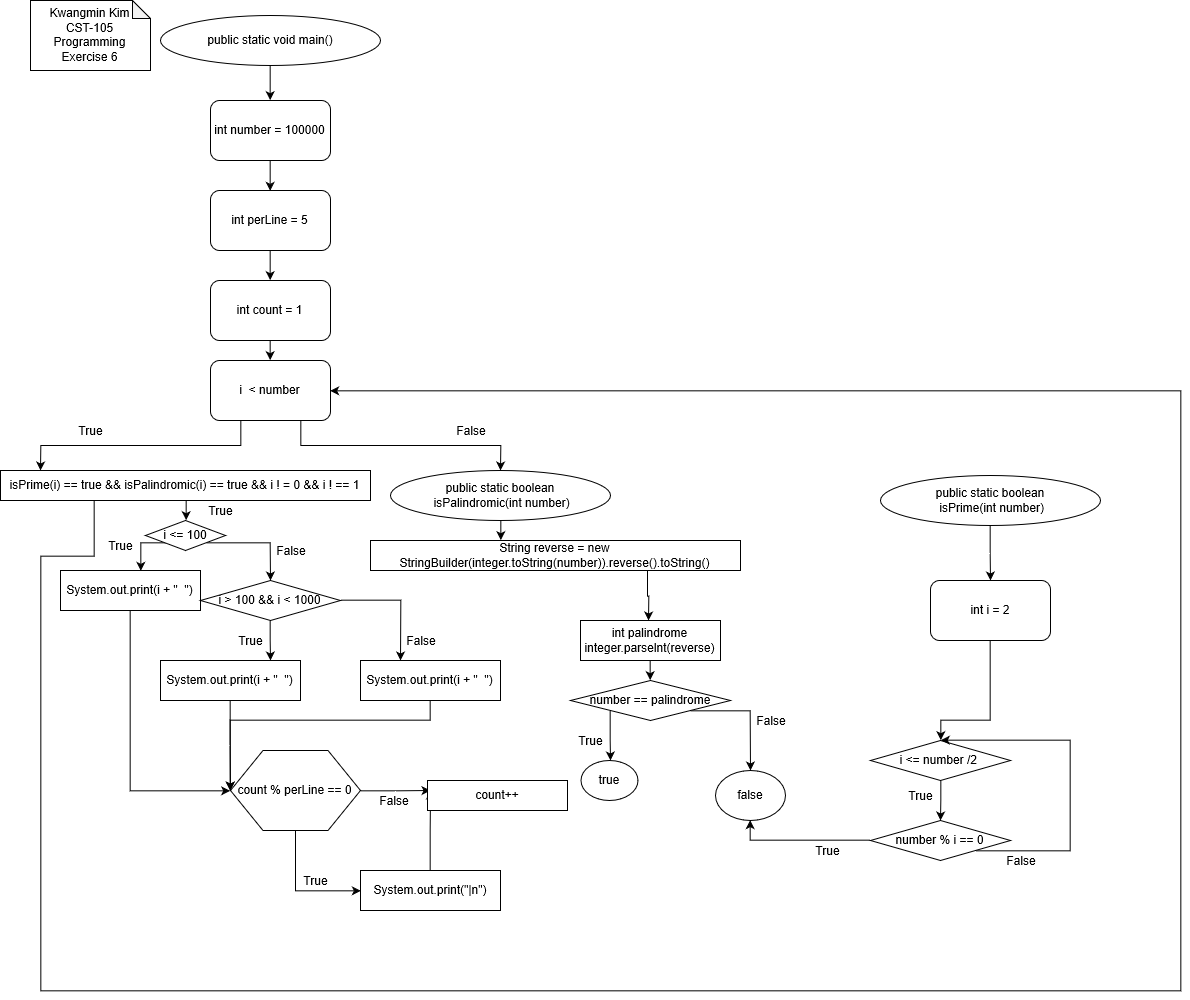 Kwangmin Kim
CST-105
Programming
Exercise 6
public static void main()
int number = 100000
int perLine = 5
int count = 1
i  < number
True
False
isPrime(i) == true && isPalindromic(i) == true && i ! = 0 && i ! == 1
True
i <= 100
True
False
System.out.print(i + "  ")
i > 100 && i < 1000
True
False
System.out.print(i + "  ")
System.out.print(i + "  ")
count % perLine == 0
False
count++
True
System.out.print("|n")
public static boolean
isPalindromic(int number)
String reverse = new
StringBuilder(integer.toString(number)).reverse().toString()
int palindrome
integer.parseInt(reverse)
number == palindrome
True
False
true
false
public static boolean
isPrime(int number)
int i = 2
i <= number /2
True
number % i == 0
True
False